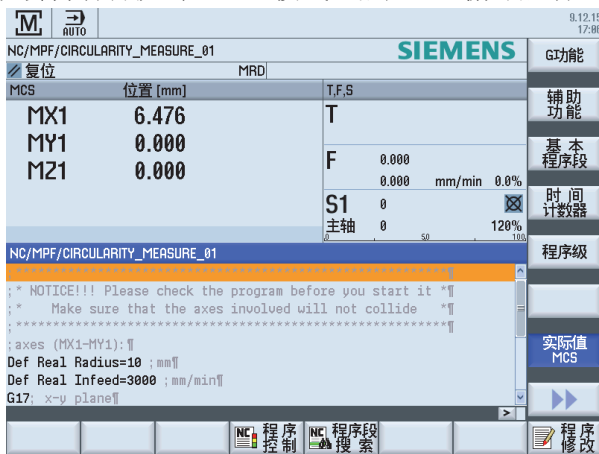 M AUTO
9.12.15
NC/MPF/CIRCULARITY_MEASURE_01
SIEMENS
G功能
复位 MRD
MCS 位置 [mm] T,F,S
辅助功能
MX1 6.476 T
MY1 0.000
基本程序段
MZ1 0.000 F 0.000
0.000 mm/min 0.0%
时间计数器
S1 0
主轴 0 120%
0 50 100
NC/MPF/CIRCULARITY_MEASURE_01
程序级
;*******************************************************¶
;* NOTICE!!! Please check the program before you start it *¶
;* Make sure that the axes involved will not collide *¶
;*******************************************************¶
;axes (MX1-MY1):¶
实际值
MCS
Def Real Radius=10 ;mm¶
Def Real Infeed=3000 ;mm/min¶
G17; x-y plane¶
NC 程序控制
NC 程序段搜索
程序修改